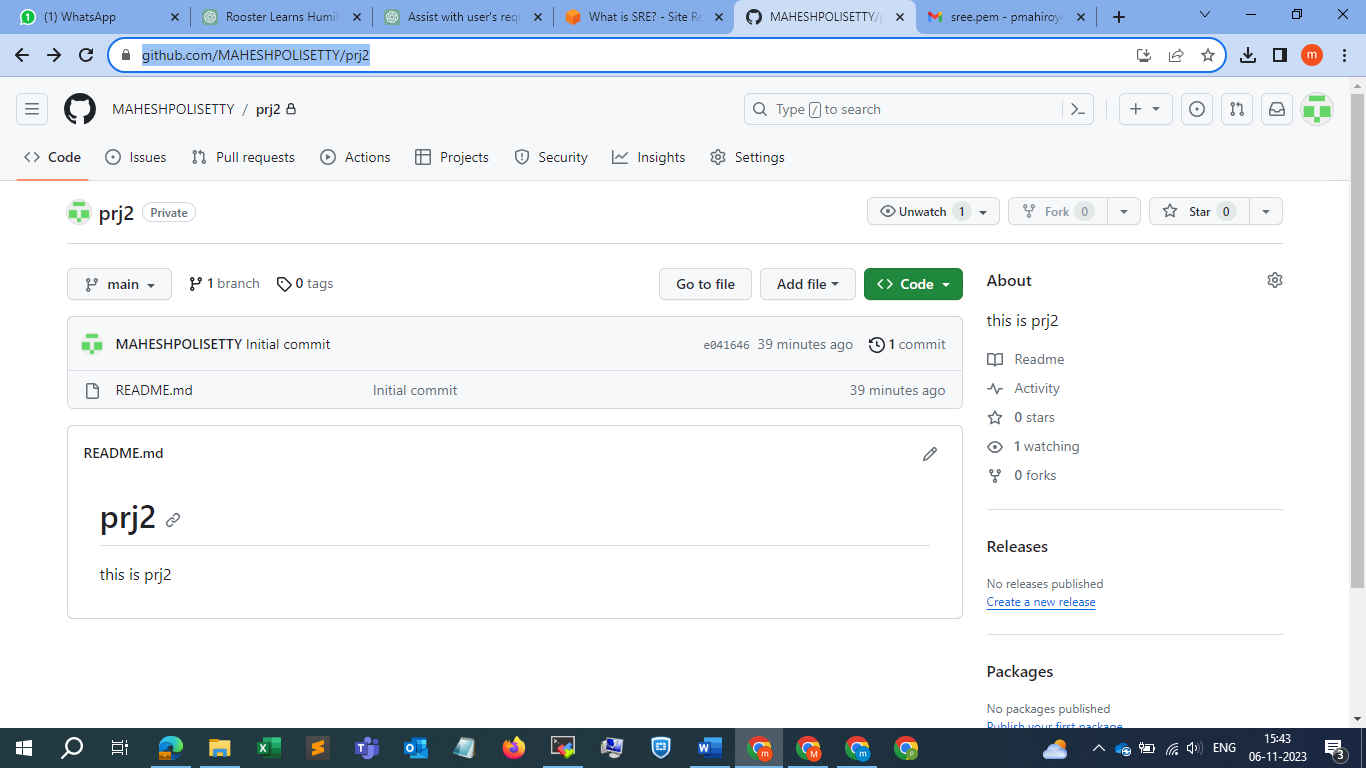 (1) WhatsApp
Rooster Learns Humil
Assist with user's requ
What is SRE? - Site Re
MAHESHPOLISETTY/p
sree.pem - pmahiroy
github.com/MAHESHPOLISETTY/prj2
m
MAHESHPOLISETTY / prj2
Type / to search
Code
Issues
Pull requests
Actions
Projects
Security
Insights
Settings
prj2 Private
Unwatch 1
Fork 0
Star 0
main
1 branch
0 tags
Go to file
Add file
Code
MAHESHPOLISETTY Initial commit
e041646 39 minutes ago
1 commit
README.md
Initial commit
39 minutes ago
README.md
prj2
this is prj2
About
this is prj2
Readme
Activity
0 stars
1 watching
0 forks
Releases
No releases published
Create a new release
Packages
No packages published
Publish your first package
ENG
15:43
06-11-2023
3